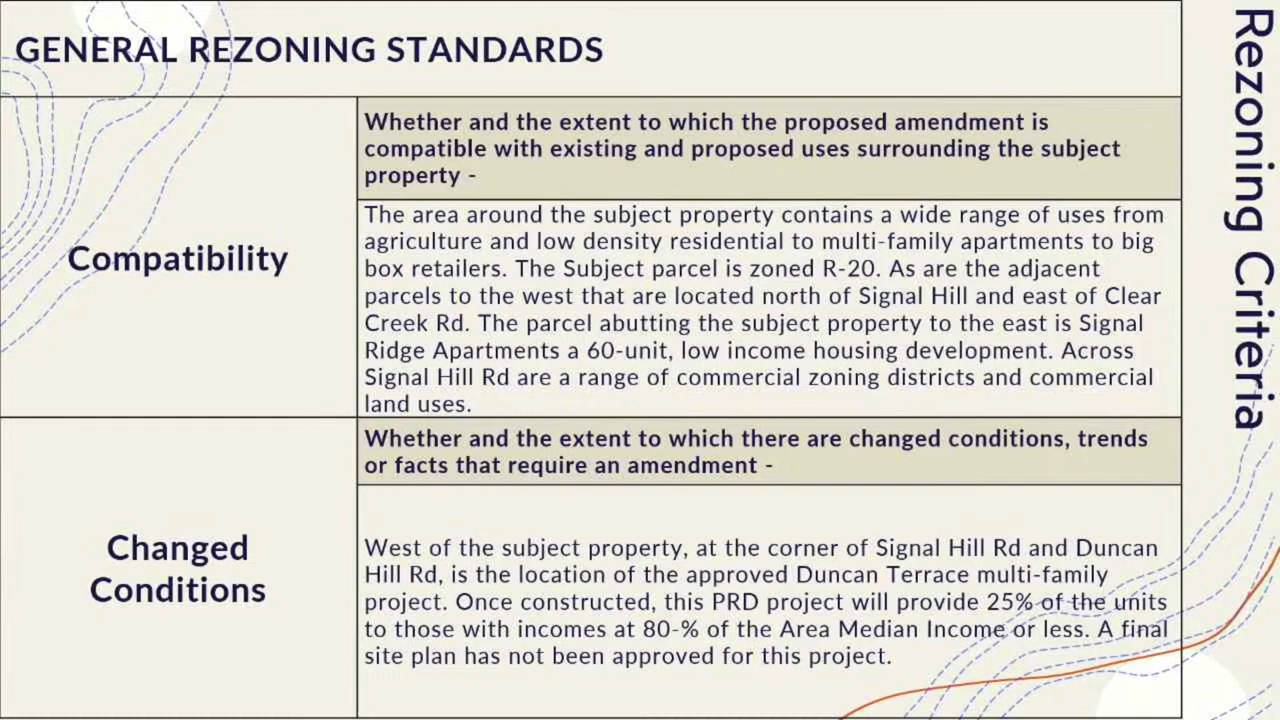 GENERAL REZONING STANDARDS
Compatibility
Whether and the extent to which the proposed amendment is
compatible with existing and proposed uses surrounding the subject
property -
The area around the subject property contains a wide range of uses from
agriculture and low density residential to multi-family apartments to big
box retailers. The Subject parcel is zoned R-20. As are the adjacent
parcels to the west that are located north of Signal Hill and east of Clear
Creek Rd. The parcel abutting the subject property to the east is Signal
Ridge Apartments a 60-unit, low income housing development. Across
Signal Hill Rd are a range of commercial zoning districts and commercial
land uses.
Changed
Conditions
Whether and the extent to which there are changed conditions, trends
or facts that require an amendment -
West of the subject property, at the corner of Signal Hill Rd and Duncan
Hill Rd, is the location of the approved Duncan Terrace multi-family
project. Once constructed, this PRD project will provide 25% of the units
to those with incomes at 80-% of the Area Median Income or less. A final
site plan has not been approved for this project.
Rezoning Criteria